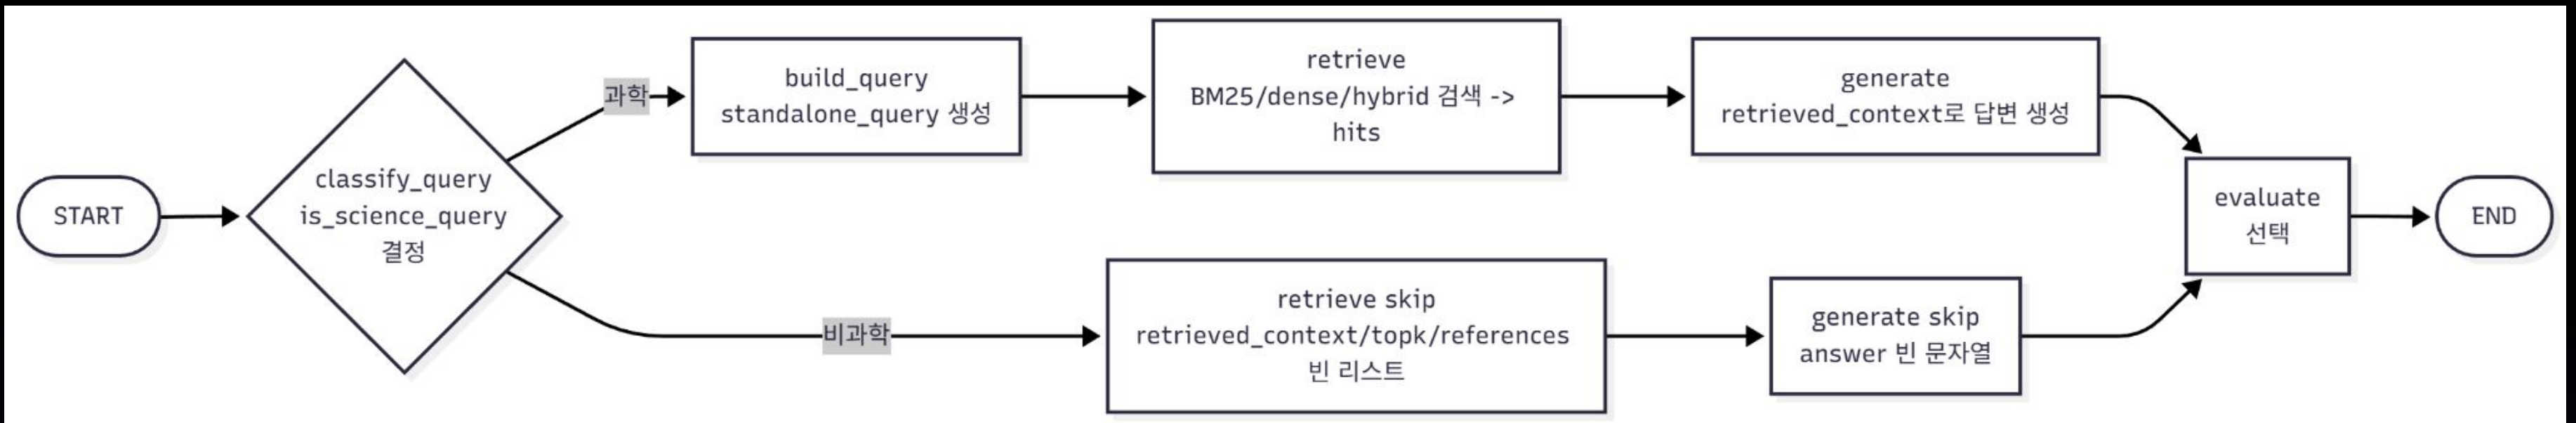 START
classify_query
is_science_query
결정
과학
build_query
standalone_query 생성
retrieve
BM25/dense/hybrid 검색 ->
hits
generate
retrieved_context로 답변 생성
비과학
retrieve skip
retrieved_context/topk/references
빈 리스트
generate skip
answer 빈 문자열
evaluate
선택
END